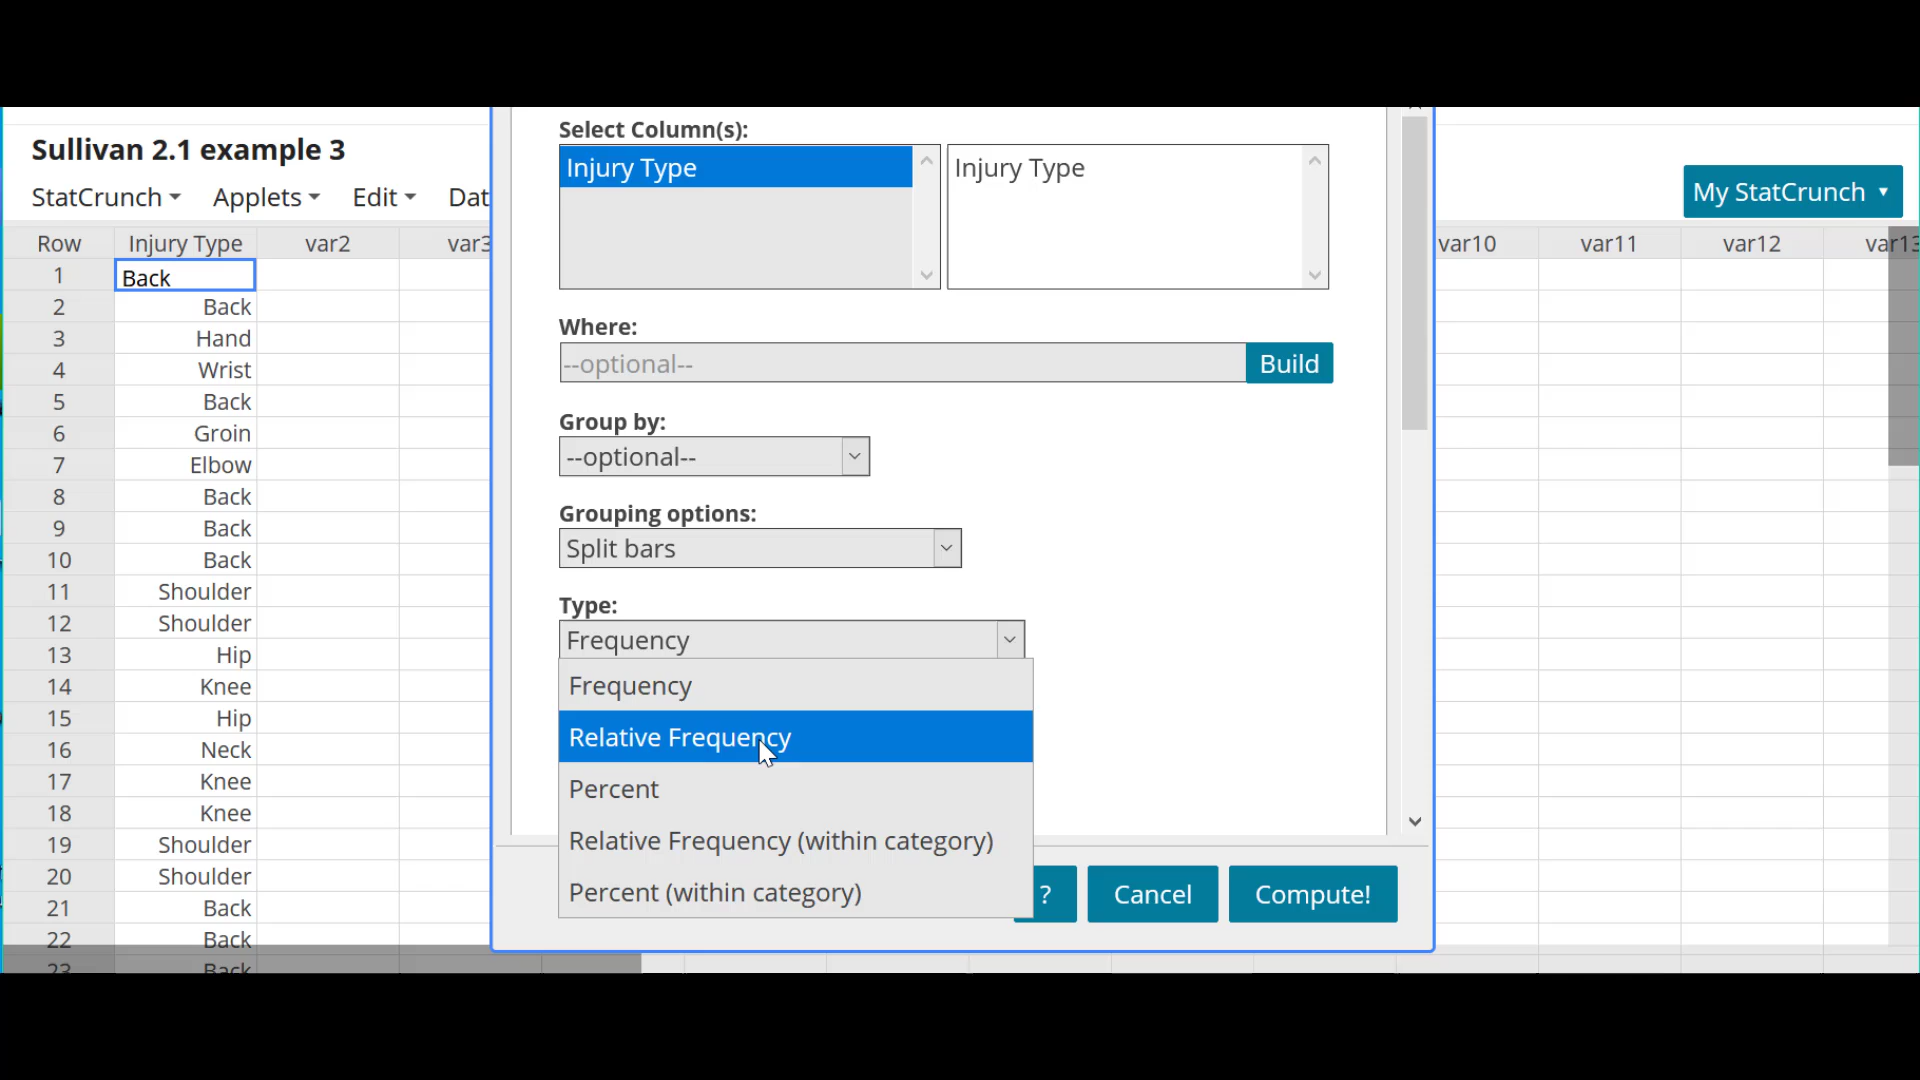 Sullivan 2.1 example 3
StatCrunch Applets Edit Dat
My StatCrunch
Row Injury Type var2 var3 var10 var11 var12 var13
1 Back
2 Back
3 Hand
4 Wrist
5 Back
6 Groin
7 Elbow
8 Back
9 Back
10 Back
11 Shoulder
12 Shoulder
13 Hip
14 Knee
15 Hip
16 Neck
17 Knee
18 Knee
19 Shoulder
20 Shoulder
21 Back
22 Back
23 Back
Select Column(s):
Injury Type
Injury Type
Where:
--optional--
Build
Group by:
--optional--
Grouping options:
Split bars
Type:
Frequency
Frequency
Relative Frequency
Percent
Relative Frequency (within category)
Percent (within category)
? Cancel Compute!